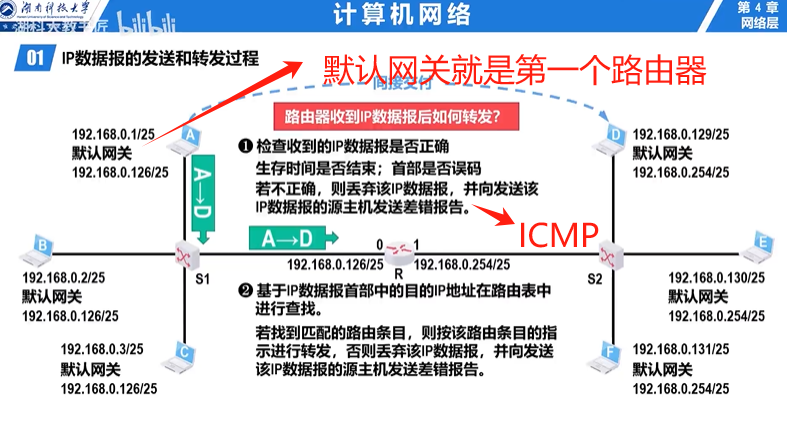 湖南科技大学
计算机网络
第 4 章
网络层
湖科大教书匠
bilibili
01 IP数据报的发送和转发过程
默认网关就是第一个路由器
间接交付
路由器收到IP数据报后如何转发?
192.168.0.1/25
默认网关
192.168.0.126/25
A
D
192.168.0.129/25
默认网关
192.168.0.254/25
❶ 检查收到的IP数据报是否正确
生存时间是否结束;首部是否误码
若不正确,则丢弃该IP数据报,并向发送该
IP数据报的源主机发送差错报告。
ICMP
A→D
A→D
B
192.168.0.2/25
默认网关
192.168.0.126/25
S1
0
1
192.168.0.126/25
192.168.0.254/25
R
S2
E
192.168.0.130/25
默认网关
192.168.0.254/25
❷ 基于IP数据报首部中的目的IP地址在路由表中
进行查找。
若找到匹配的路由条目,则按该路由条目的指
示进行转发,否则丢弃该IP数据报,并向发送
该IP数据报的源主机发送差错报告。
192.168.0.3/25
默认网关
192.168.0.126/25
C
F
192.168.0.131/25
默认网关
192.168.0.254/25